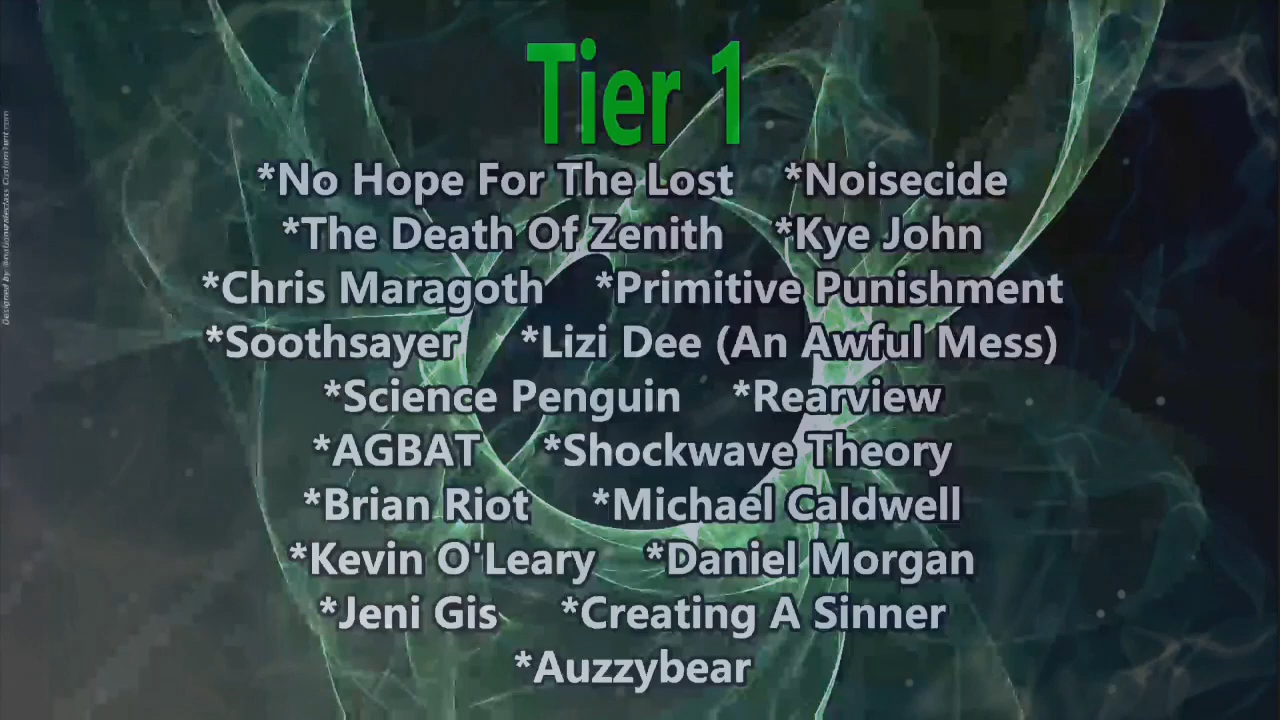 Tier 1
*No Hope For The Lost *Noisecide
*The Death Of Zenith *Kye John
*Chris Maragoth *Primitive Punishment
*Soothsayer *Lizi Dee (An Awful Mess)
*Science Penguin *Rearview
*AGBAT *Shockwave Theory
*Brian Riot *Michael Caldwell
*Kevin O'Leary *Daniel Morgan
*Jeni Gis *Creating A Sinner
*Auzzybear
Designed by